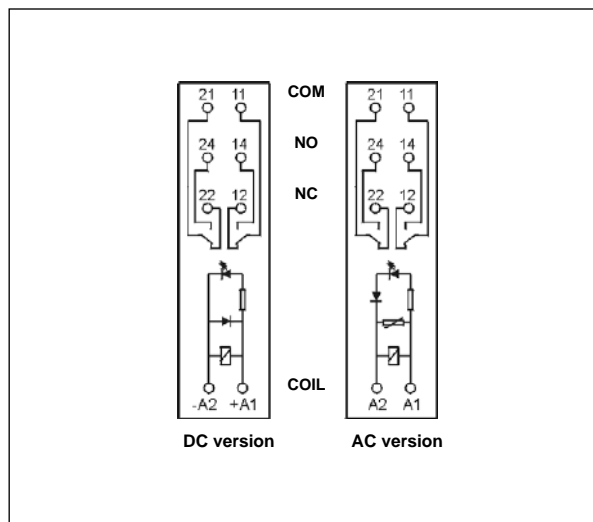 21 11 COM 21 11
24 14 NO 24 14
22 12 NC 22 12
-A2 +A1 COIL A2 A1
DC version AC version